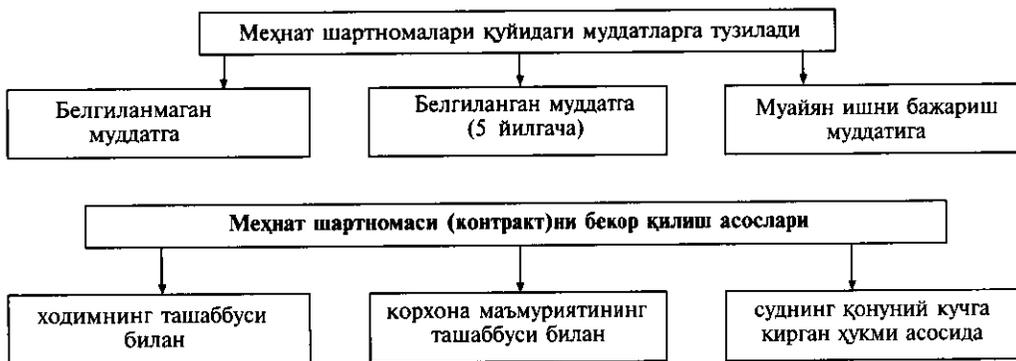 Меҳнат шартномалари қуйидаги муддатларга тузилади
Белгиланмаган
муддатга
Белгиланган муддатга
(5 йилгача)
Муайян ишни бажариш
муддатига
Меҳнат шартномаси (контракт)ни бекор қилиш асослари
ходимнинг ташаббуси
билан
корхона маъмуриятининг
ташаббуси билан
суднинг қонуний кучга
кирган ҳукми асосида